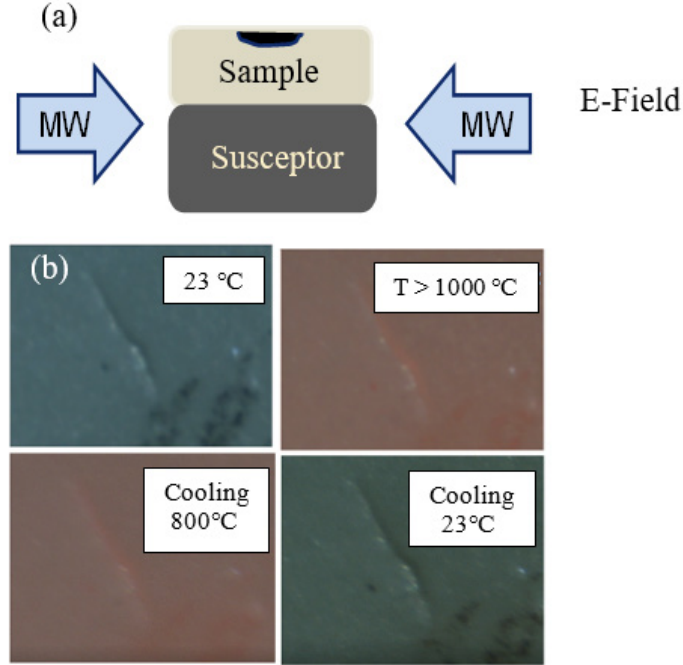 (a)
Sample
MW
MW
E-Field
Susceptor
(b)
23 °C
T > 1000 °C
Cooling
800°C
Cooling
23°C